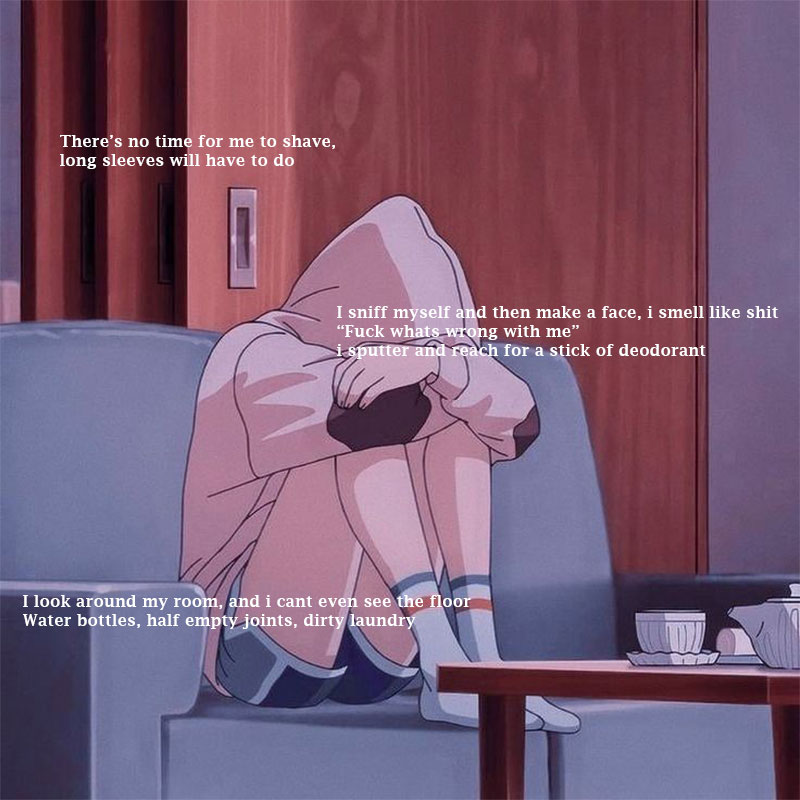 There’s no time for me to shave,
long sleeves will have to do
I sniff myself and then make a face, i smell like shit
“Fuck whats wrong with me”
i sputter and reach for a stick of deodorant
I look around my room, and i cant even see the floor
Water bottles, half empty joints, dirty laundry